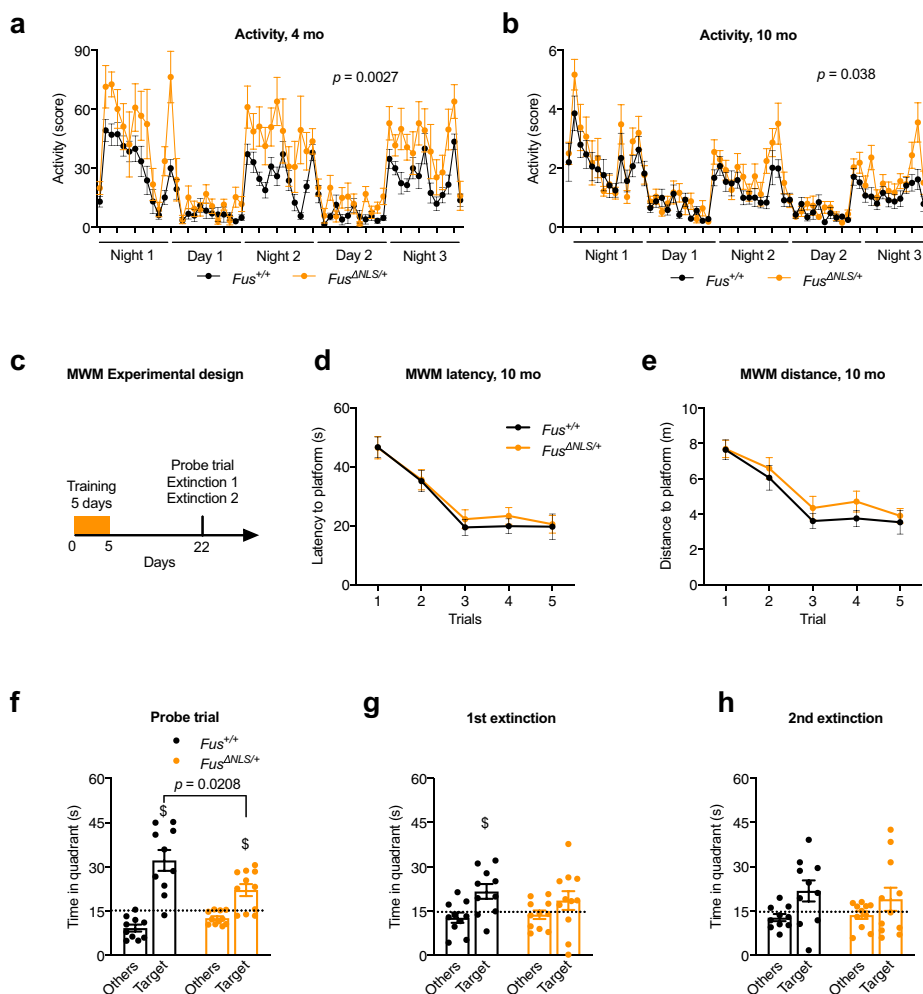 a
Activity, 4 mo
90
60
30
0
Activity (score)
p = 0.0027
Night 1 Day 1 Night 2 Day 2 Night 3
Fus+/+ FusΔNLS/+
b
Activity, 10 mo
6
4
2
0
Activity (score)
p = 0.038
Night 1 Day 1 Night 2 Day 2 Night 3
Fus+/+ FusΔNLS/+
c
MWM Experimental design
Training
5 days
Probe trial
Extinction 1
Extinction 2
0 5 22
Days
d
MWM latency, 10 mo
60
40
20
0
Latency to platform (s)
Fus+/+
FusΔNLS/+
1 2 3 4 5
Trials
e
MWM distance, 10 mo
10
8
6
4
2
0
Distance to platform (m)
1 2 3 4 5
Trial
f
Probe trial
Fus+/+
FusΔNLS/+
p = 0.0208
60
45
30
15
0
Time in quadrant (s)
$
$
Others Target Others Target
g
1st extinction
60
45
30
15
0
Time in quadrant (s)
$
Others Target Others Target
h
2nd extinction
60
45
30
15
0
Time in quadrant (s)
Others Target Others Target